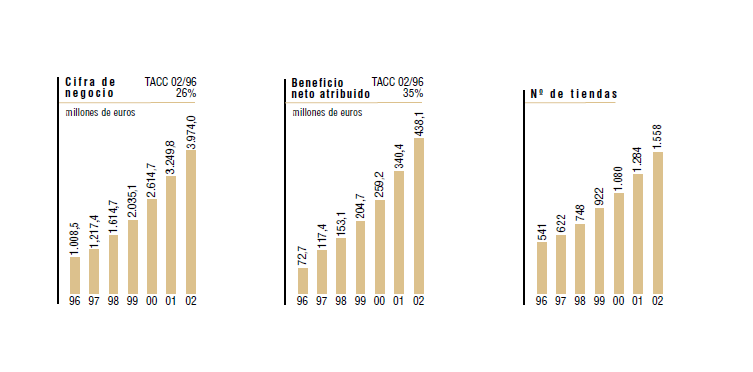 Cifra de negocio TACC 02/96
26%
millones de euros
1.008,5 1,217,4 1.614,7 2.035,1 2.614,7 3.249,8 3.974,0
96 97 98 99 00 01 02
Beneficio neto atribuido TACC 02/96
35%
millones de euros
72,7 117,4 153,1 204,7 259,2 340,4 438,1
96 97 98 99 00 01 02
Nº de tiendas
541 622 748 922 1.080 1.284 1.558
96 97 98 99 00 01 02